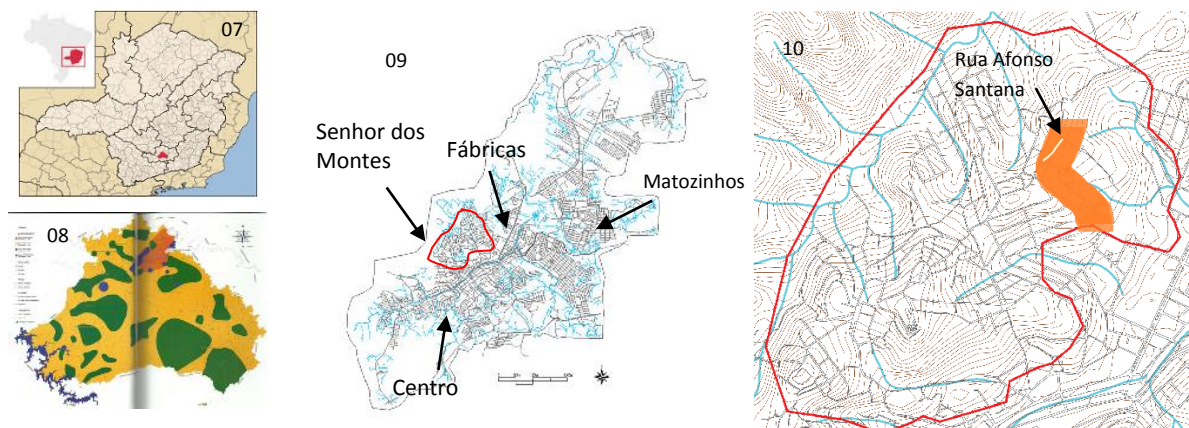 07
08
09
Senhor dos
Montes
Fábricas
Matozinhos
Centro
10
Rua Afonso
Santana